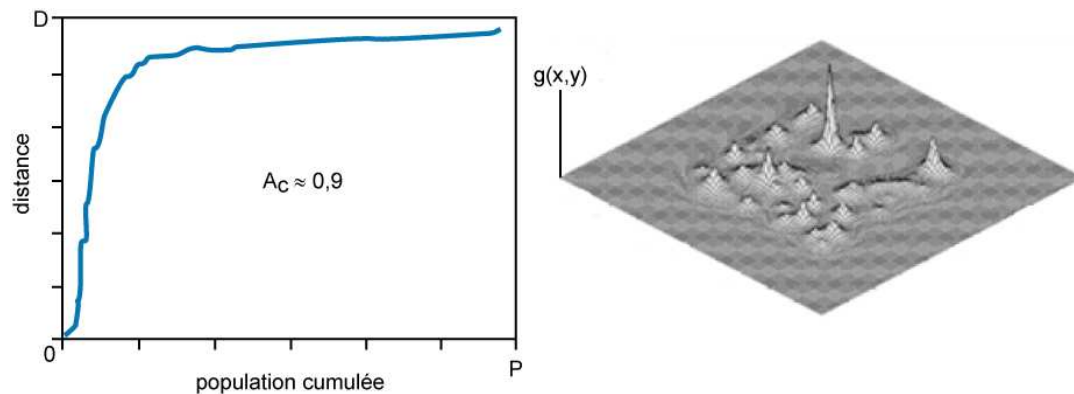 D
distance
A_C ≈ 0,9
0
P
population cumulée
g(x,y)